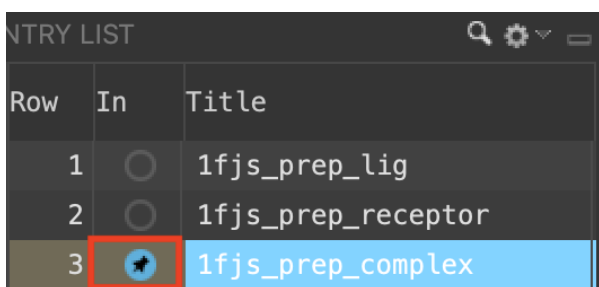 NTRY LIST
Row In Title
1 1fjs_prep_lig
2 1fjs_prep_receptor
3 1fjs_prep_complex